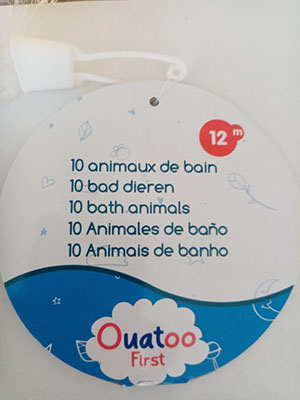 12 m
10 animaux de bain
10 bad dieren
10 bath animals
10 Animales de baño
10 Animais de banho
Ouatoo
First